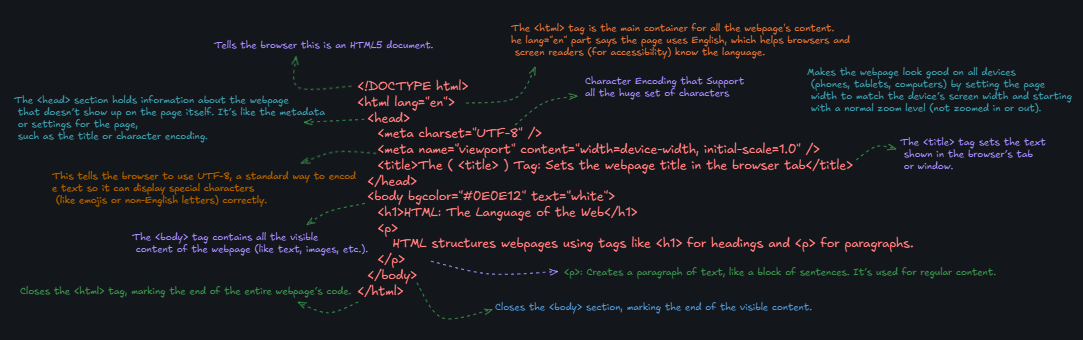 The <html> tag is the main container for all the webpage's content.
he lang="en" part says the page uses English, which helps browsers and
screen readers (for accessibility) know the language.
Tells the browser this is an HTML5 document.
Character Encoding that Support
all the huge set of characters
Makes the webpage look good on all devices
(phones, tablets, computers) by setting the page
width to match the device's screen width and starting
with a normal zoom level (not zoomed in or out).
The <head> section holds information about the webpage
that doesn't show up on the page itself. It's like the metadata
or settings for the page,
such as the title or character encoding.
<!DOCTYPE html>
<html lang="en">
<head>
<meta charset="UTF-8" />
<meta name="viewport" content="width=device-width, initial-scale=1.0" />
<title>The ( <title> ) Tag: Sets the webpage title in the browser tab</title>
</head>
<body bgcolor="#0E0E12" text="white">
<h1>HTML: The Language of the Web</h1>
<p>
HTML structures webpages using tags like <h1> for headings and <p> for paragraphs.
</p>
</body>
</html>
The <title> tag sets the text
shown in the browser's tab
or window.
This tells the browser to use UTF-8, a standard way to encod
e text so it can display special characters
(like emojis or non-English letters) correctly.
The <body> tag contains all the visible
content of the webpage (like text, images, etc.).
<p>: Creates a paragraph of text, like a block of sentences. It's used for regular content.
Closes the <html> tag, marking the end of the entire webpage's code.
Closes the <body> section, marking the end of the visible content.